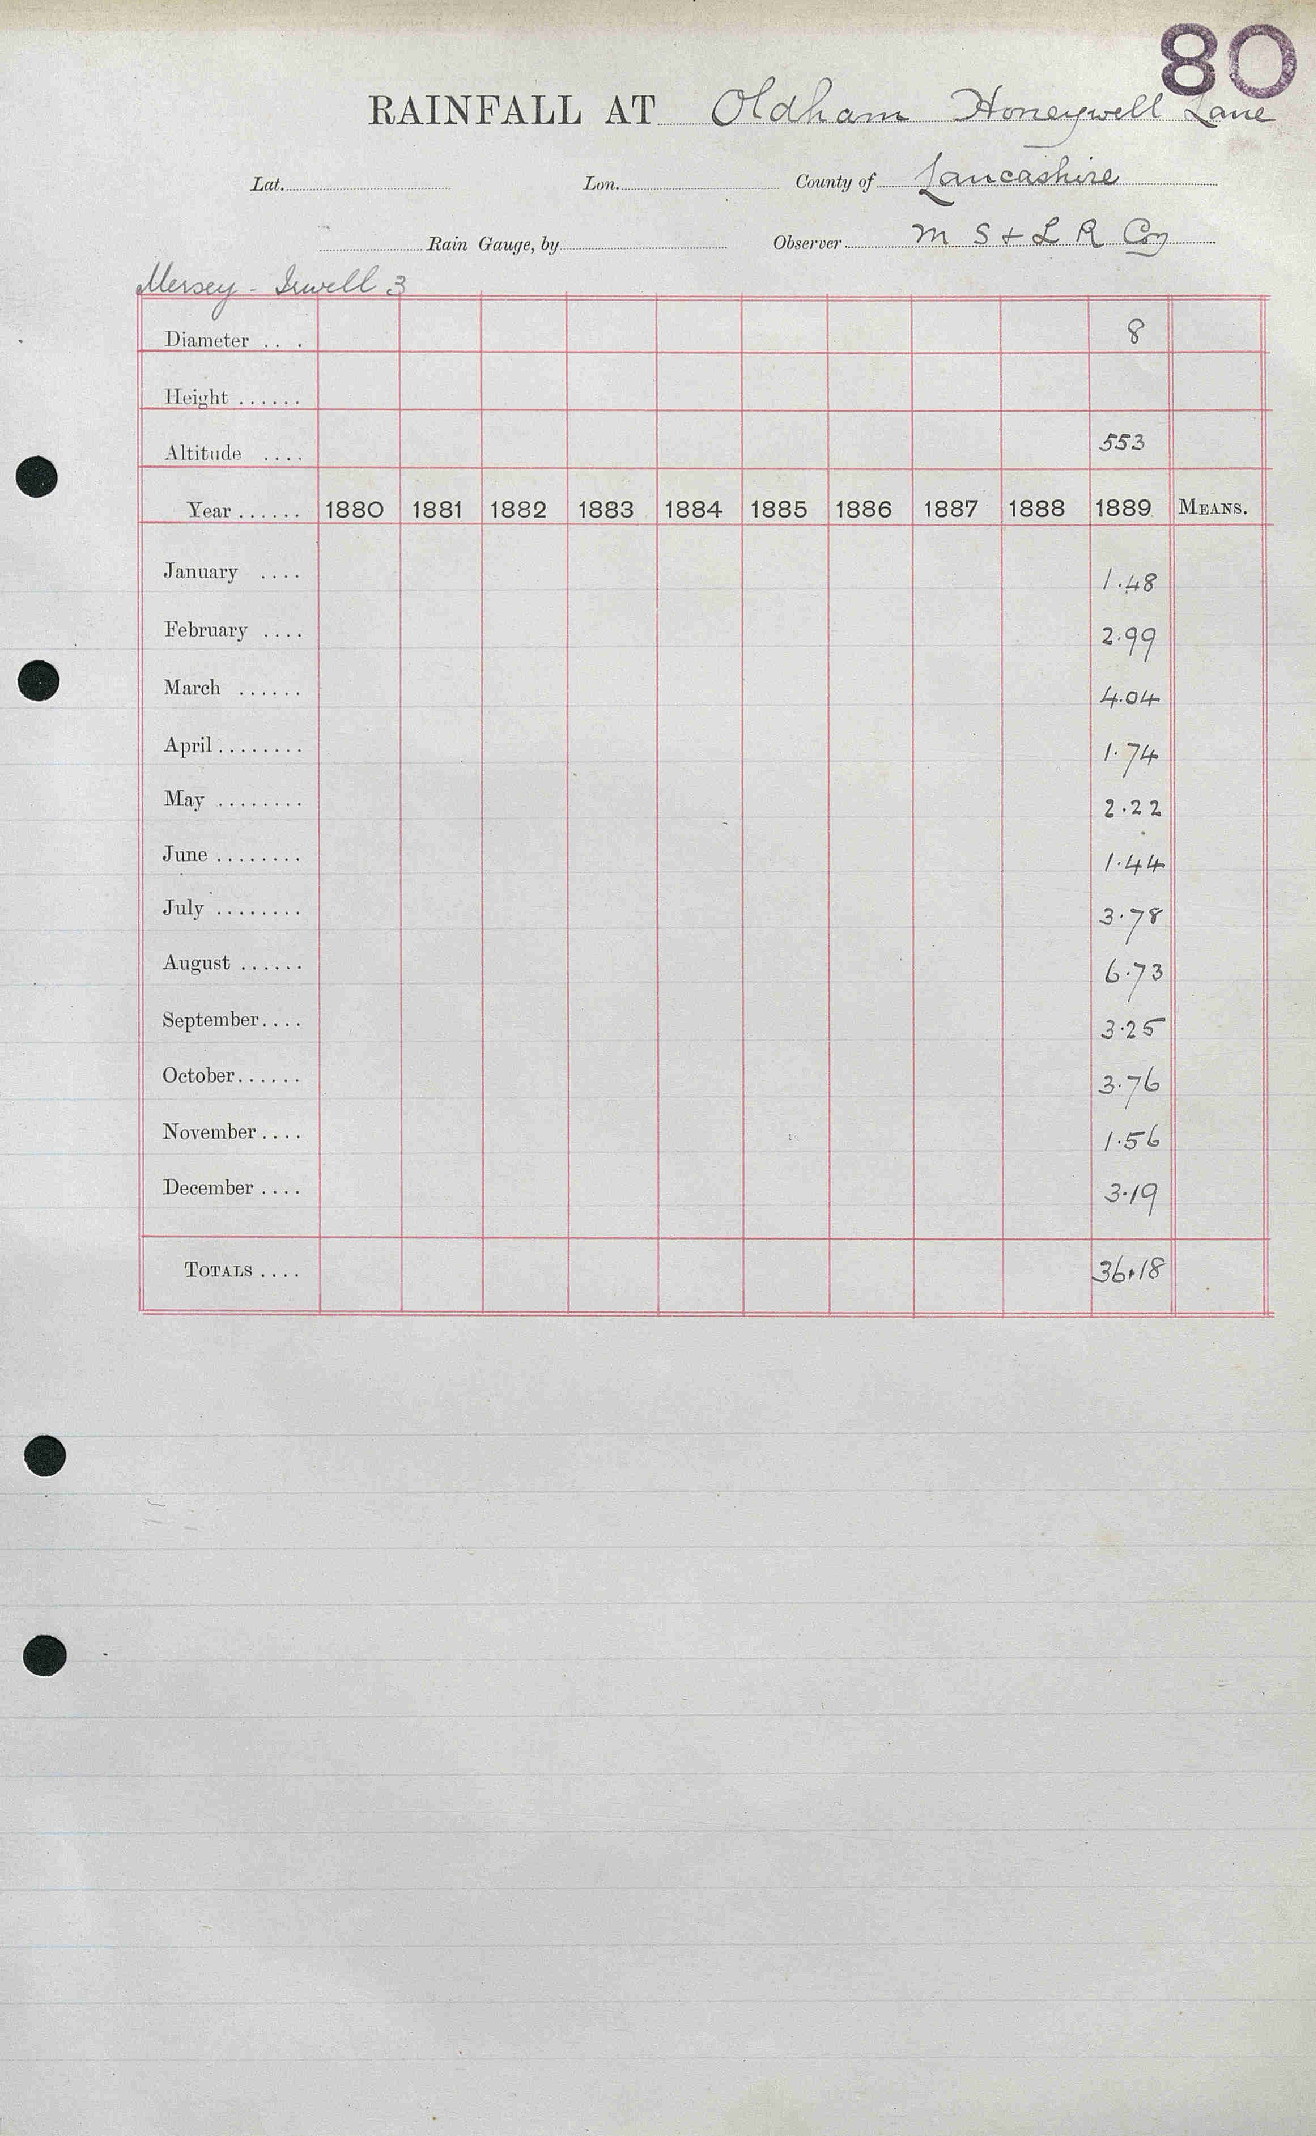 80
RAINFALL AT Oldham Honeywell Lane
Lat. Lon. County of Lancashire
Rain Gauge, by Observer M S & L R Coy
Mersey - Irwell 3
Diameter . . . 8
Height ......
Altitude .... 553
Year ...... 1880 1881 1882 1883 1884 1885 1886 1887 1888 1889 MEANS.
January .... 1.48
February .... 2.99
March ...... 4.04
April ........ 1.74
May ........ 2.22
June ........ 1.44
July ........ 3.78
August ...... 6.73
September .... 3.25
October ...... 3.76
November .... 1.56
December .... 3.19
TOTALS .... 36.18